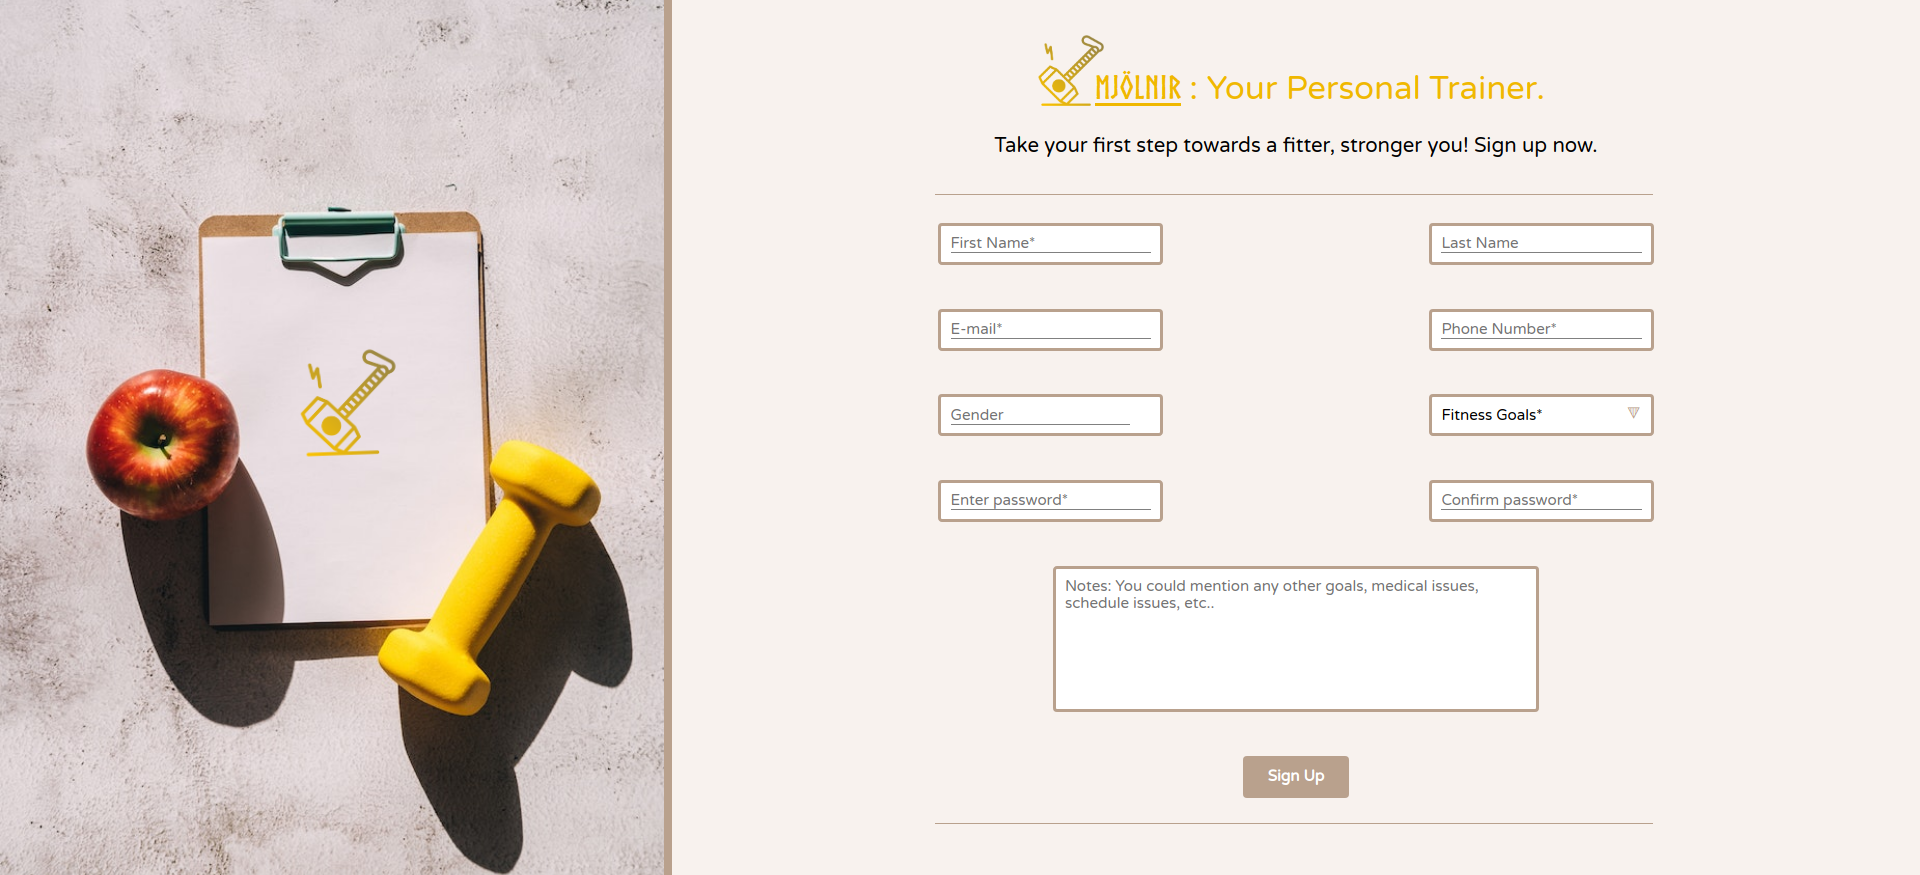 MJÖLNIR : Your Personal Trainer.
Take your first step towards a fitter, stronger you! Sign up now.
First Name*
Last Name
E-mail*
Phone Number*
Gender
Fitness Goals*
Enter password*
Confirm password*
Notes: You could mention any other goals, medical issues,
schedule issues, etc..
Sign Up